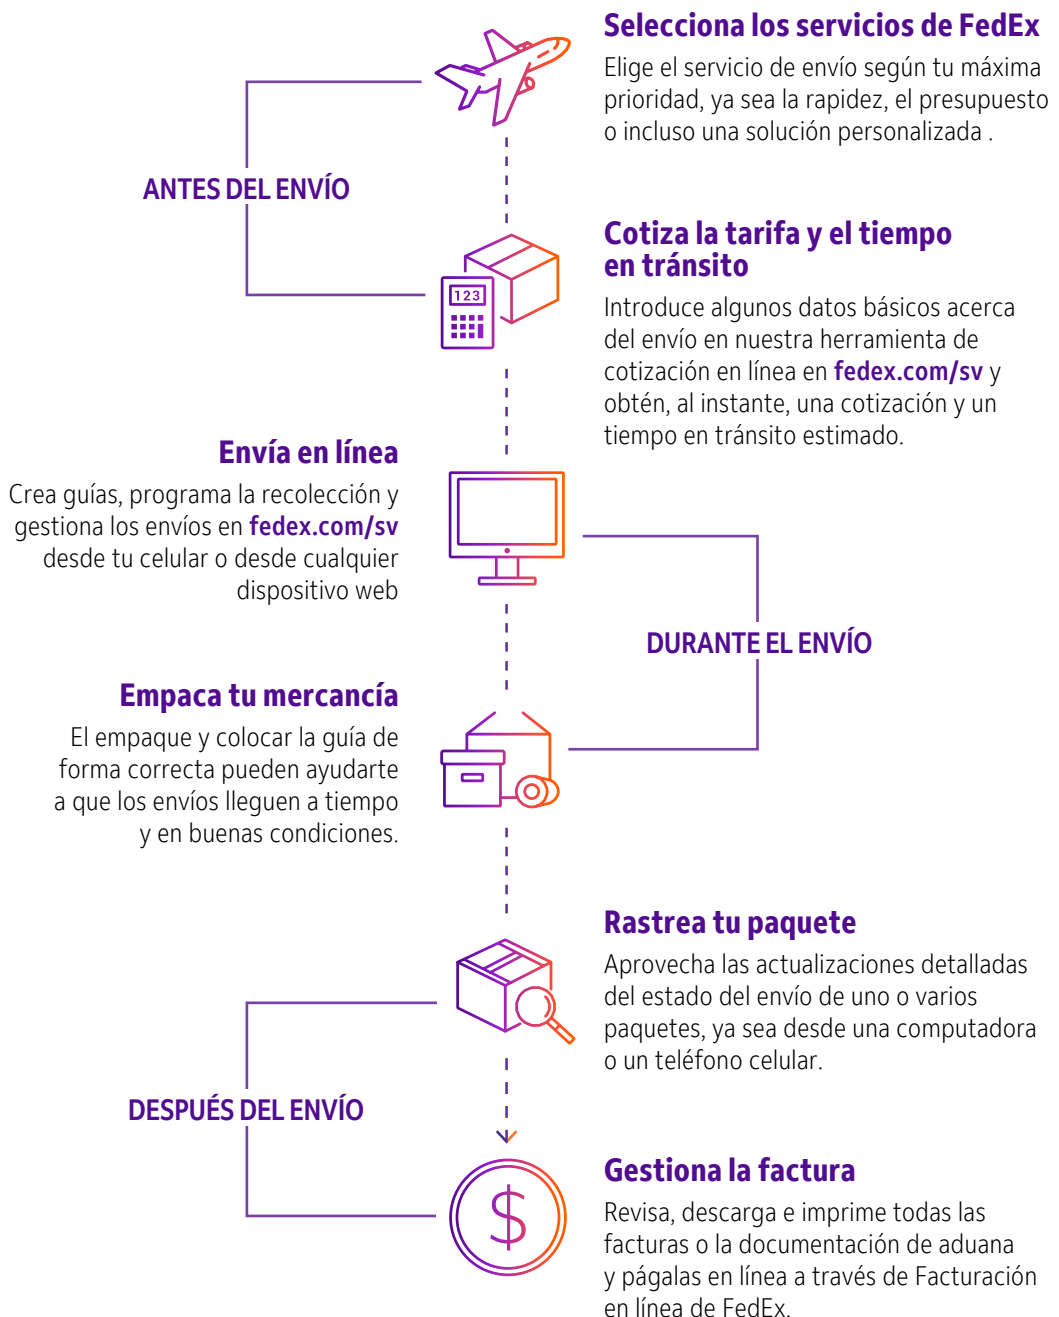 Selecciona los servicios de FedEx
Elige el servicio de envío según tu máxima
prioridad, ya sea la rapidez, el presupuesto
o incluso una solución personalizada .
ANTES DEL ENVÍO
Cotiza la tarifa y el tiempo
en tránsito
123
Introduce algunos datos básicos acerca
del envío en nuestra herramienta de
cotización en línea en fedex.com/sv y
obtén, al instante, una cotización y un
tiempo en tránsito estimado.
Envía en línea
Crea guías, programa la recolección y
gestiona los envíos en fedex.com/sv
desde tu celular o desde cualquier
dispositivo web
DURANTE EL ENVÍO
Empaca tu mercancía
El empaque y colocar la guía de
forma correcta pueden ayudarte
a que los envíos lleguen a tiempo
y en buenas condiciones.
Rastrea tu paquete
Aprovecha las actualizaciones detalladas
del estado del envío de uno o varios
paquetes, ya sea desde una computadora
o un teléfono celular.
DESPUÉS DEL ENVÍO
$
Gestiona la factura
Revisa, descarga e imprime todas las
facturas o la documentación de aduana
y págalas en línea a través de Facturación
en línea de FedEx.